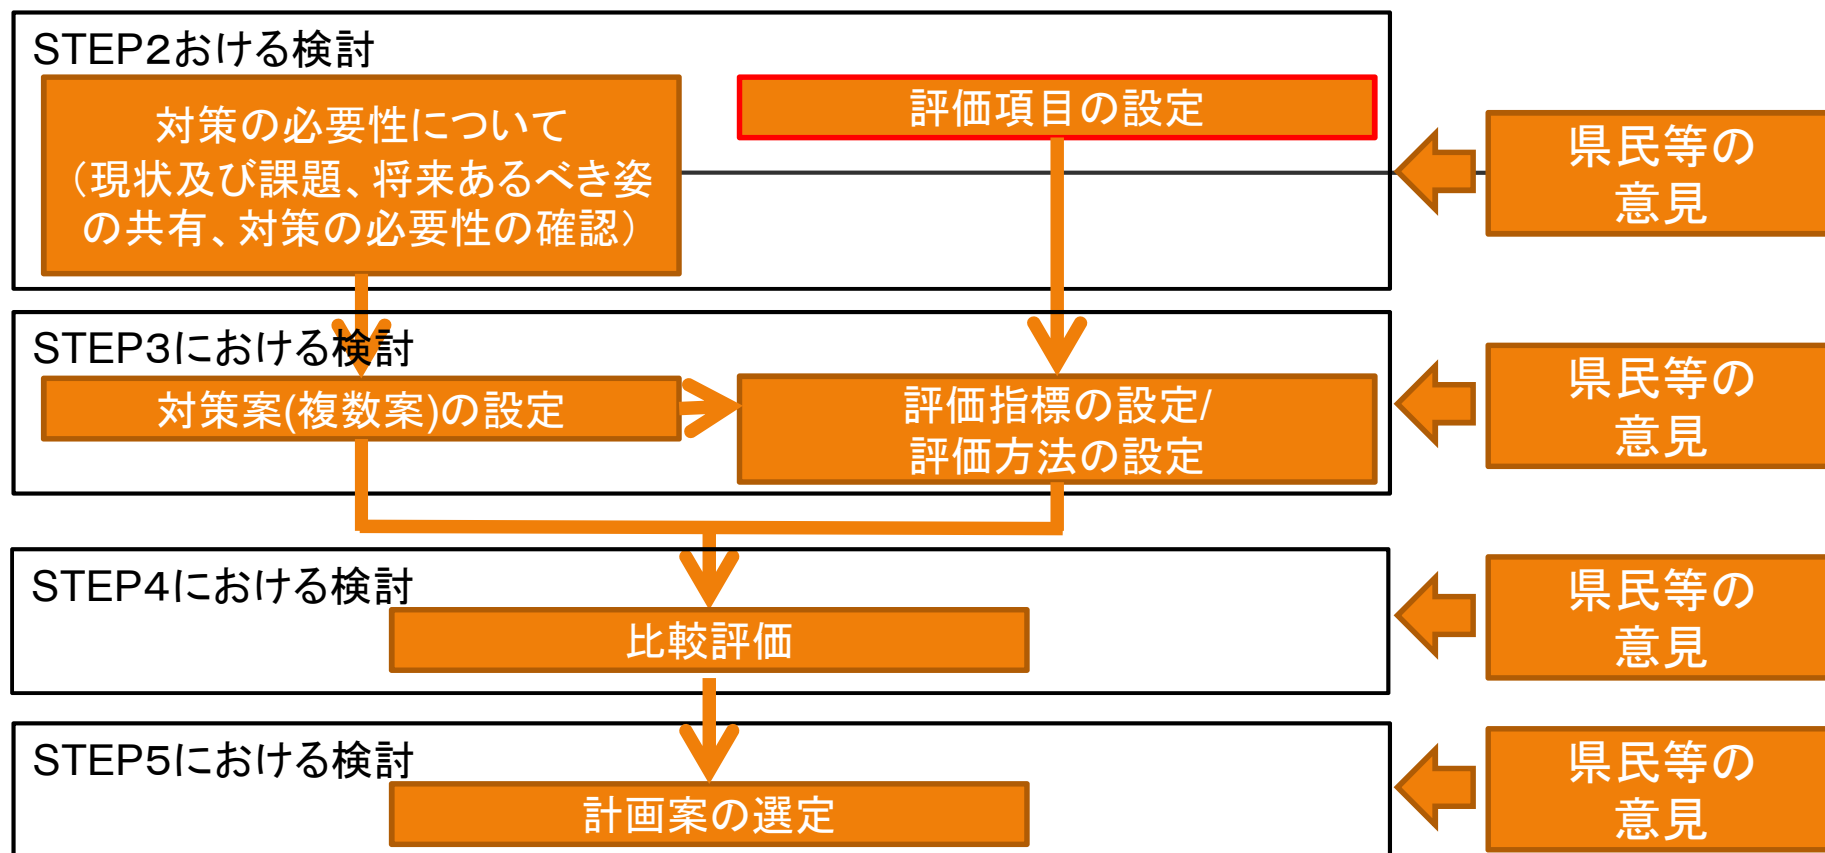 STEP2おける検討
対策の必要性について
（現状及び課題、将来あるべき姿
の共有、対策の必要性の確認）
評価項目の設定
県民等の
意見
STEP3における検討
対策案(複数案)の設定
評価指標の設定/
評価方法の設定
県民等の
意見
STEP4における検討
比較評価
県民等の
意見
STEP5における検討
計画案の選定
県民等の
意見